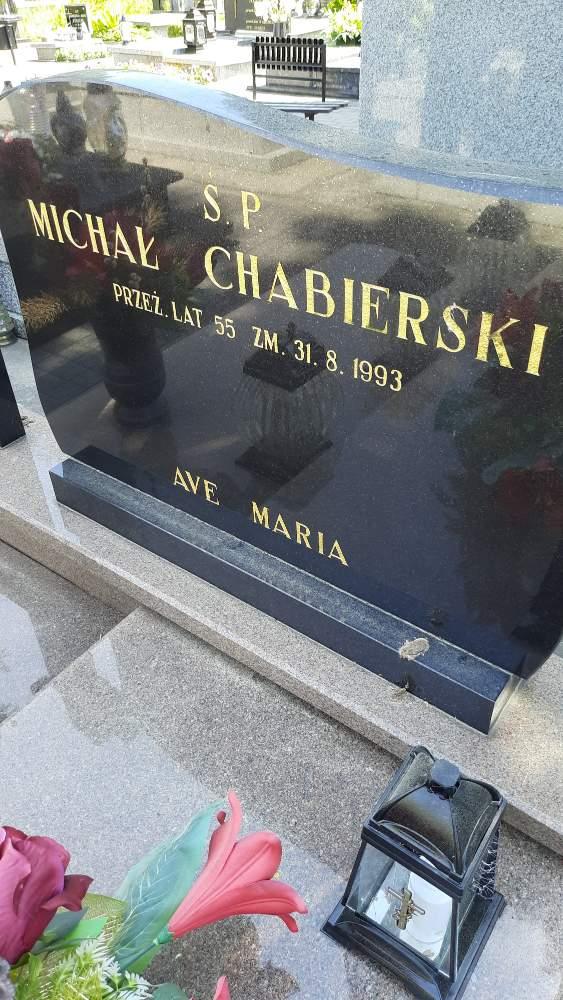 Ś.P.
MICHAŁ CHABIERSKI
PRZEŻ. LAT 55 ZM. 31. 8. 1993
AVE MARIA